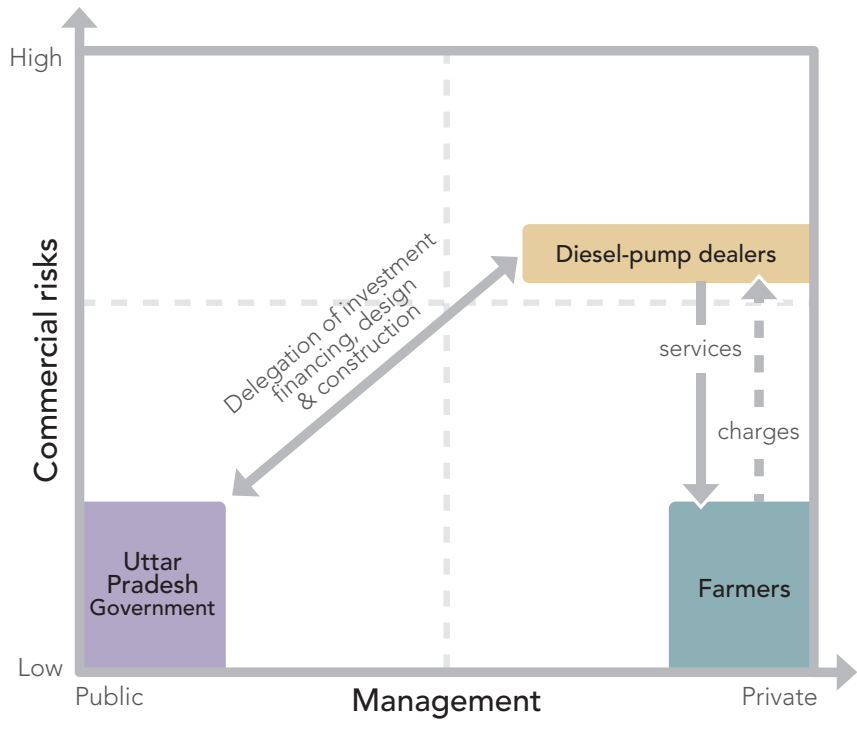 High
Commercial risks
Diesel-pump dealers
Delegation of investment
financing, design
& construction
services
charges
Uttar
Pradesh
Government
Farmers
Low
Public
Management
Private